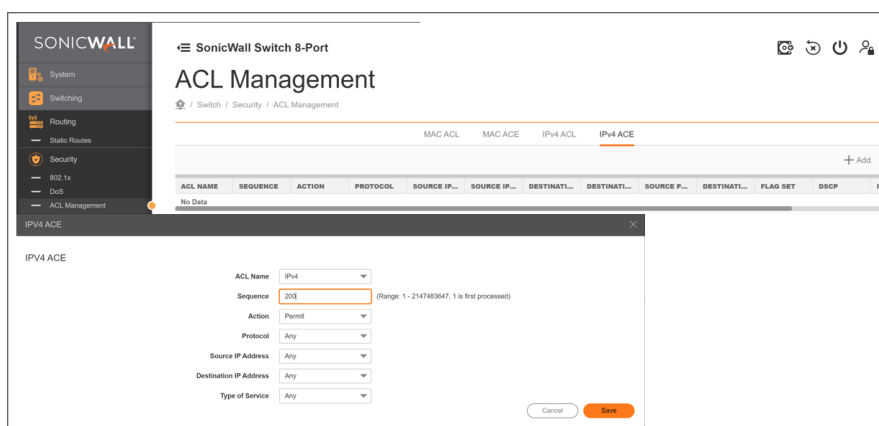 SONICWALL
SonicWall Switch 8-Port
System
ACL Management
Switching
/ Switch / Security / ACL Management
Routing
Static Routes
MAC ACL MAC ACE IPv4 ACL IPv4 ACE
Security
Add
802.1x
DoS
ACL NAME SEQUENCE ACTION PROTOCOL SOURCE IP... SOURCE IP... DESTINATI... DESTINATI... SOURCE P... DESTINATI... FLAG SET DSCP
ACL Management
No Data
IPV4 ACE
IPV4 ACE
ACL Name IPv4
Sequence 200 (Range: 1 - 2147483647, 1 is first processed)
Action Permit
Protocol Any
Source IP Address Any
Destination IP Address Any
Type of Service Any
Cancel Save